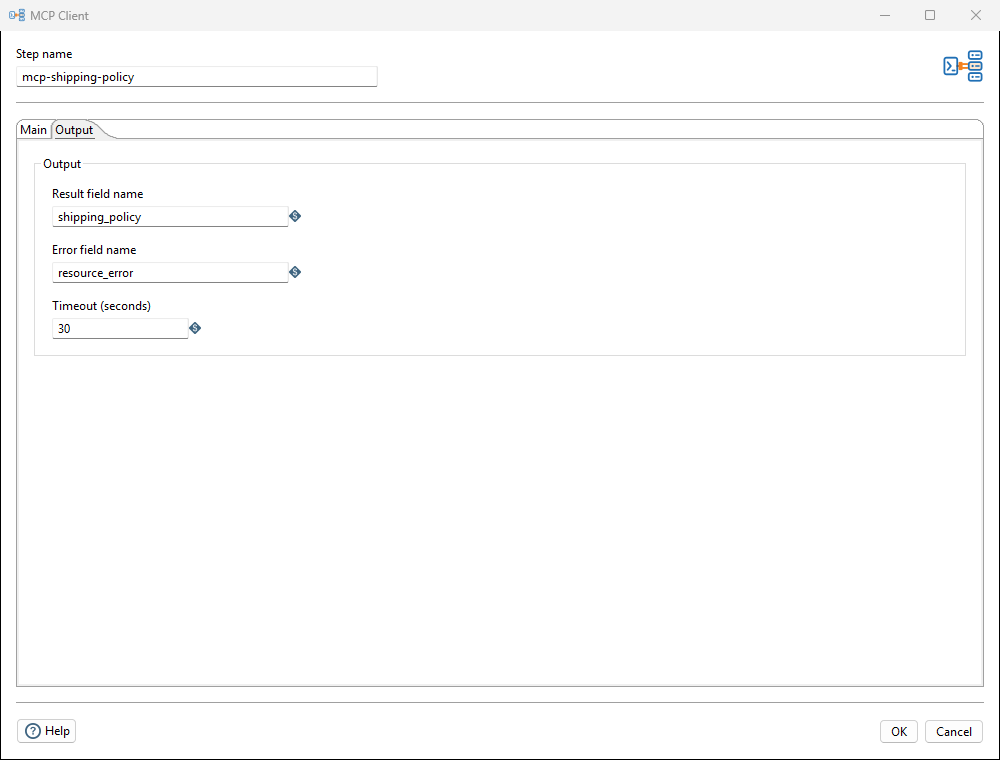 MCP Client
Step name
mcp-shipping-policy
Main Output
Output
Result field name
shipping_policy
Error field name
resource_error
Timeout (seconds)
30
Help OK Cancel